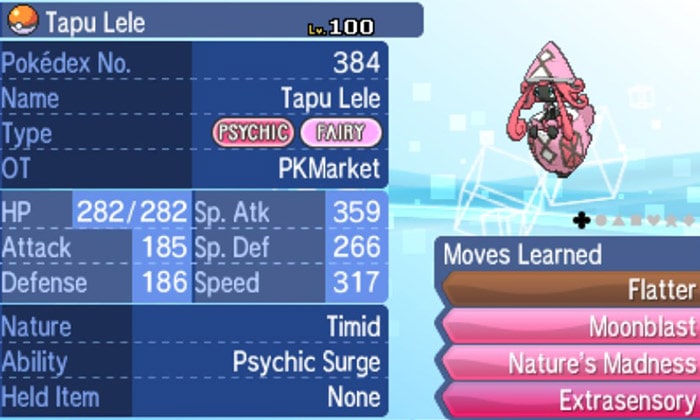 Tapu Lele Lv.100
Pokédex No. 384
Name Tapu Lele
Type PSYCHIC FAIRY
OT PKMarket
HP 282/282 Sp. Atk 359
Attack 185 Sp. Def 266
Defense 186 Speed 317
Nature Timid
Ability Psychic Surge
Held Item None
Moves Learned
Flatter
Moonblast
Nature's Madness
Extrasensory